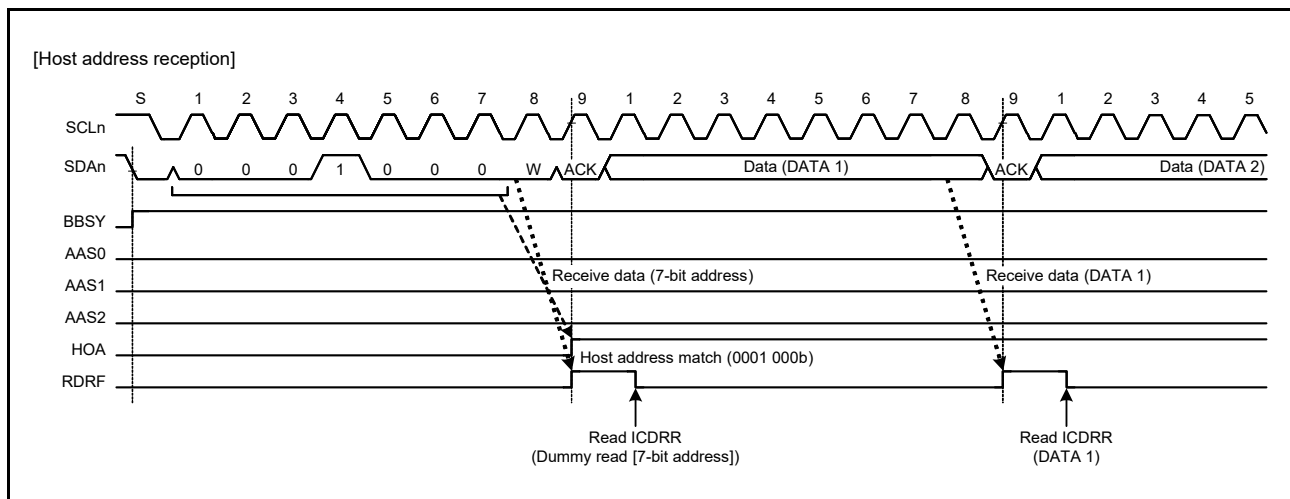 [Host address reception]
S 1 2 3 4 5 6 7 8 9 1 2 3 4 5 6 7 8 9 1 2 3 4 5
SCLn
SDAn 0 0 0 1 0 0 0 W ACK Data (DATA 1) ACK Data (DATA 2)
BBSY
AAS0
AAS1 Receive data (7-bit address) Receive data (DATA 1)
AAS2
HOA Host address match (0001 000b)
RDRF
Read ICDRR Read ICDRR
(Dummy read [7-bit address]) (DATA 1)